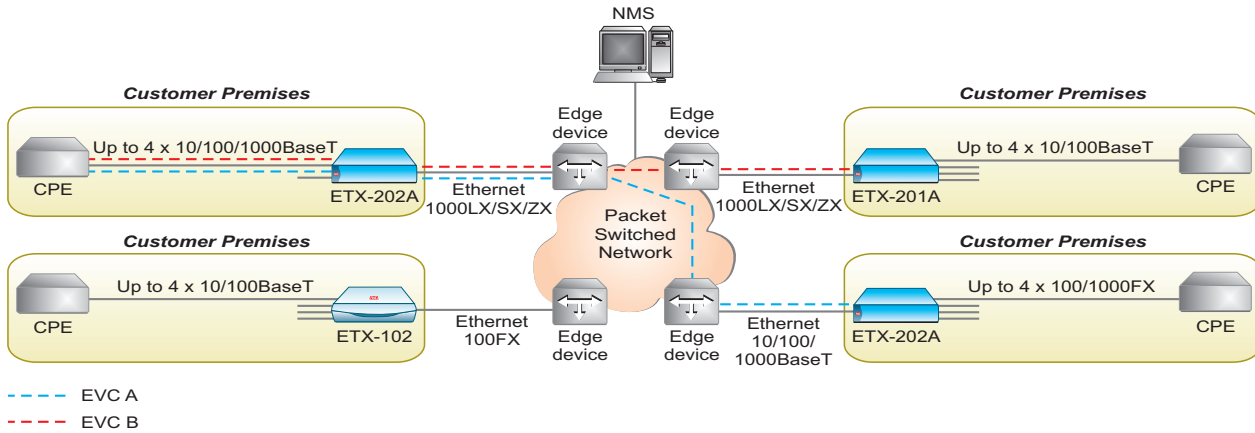 NMS
Customer Premises
Up to 4 x 10/100/1000BaseT
CPE
ETX-202A
Ethernet
1000LX/SX/ZX
Edge
device
Edge
device
Ethernet
1000LX/SX/ZX
Customer Premises
Up to 4 x 10/100BaseT
ETX-201A
CPE
Packet
Switched
Network
Customer Premises
Up to 4 x 10/100BaseT
CPE
ETX-102
Ethernet
100FX
Edge
device
Edge
device
Ethernet
10/100/
1000BaseT
Customer Premises
Up to 4 x 100/1000FX
ETX-202A
CPE
EVC A
EVC B